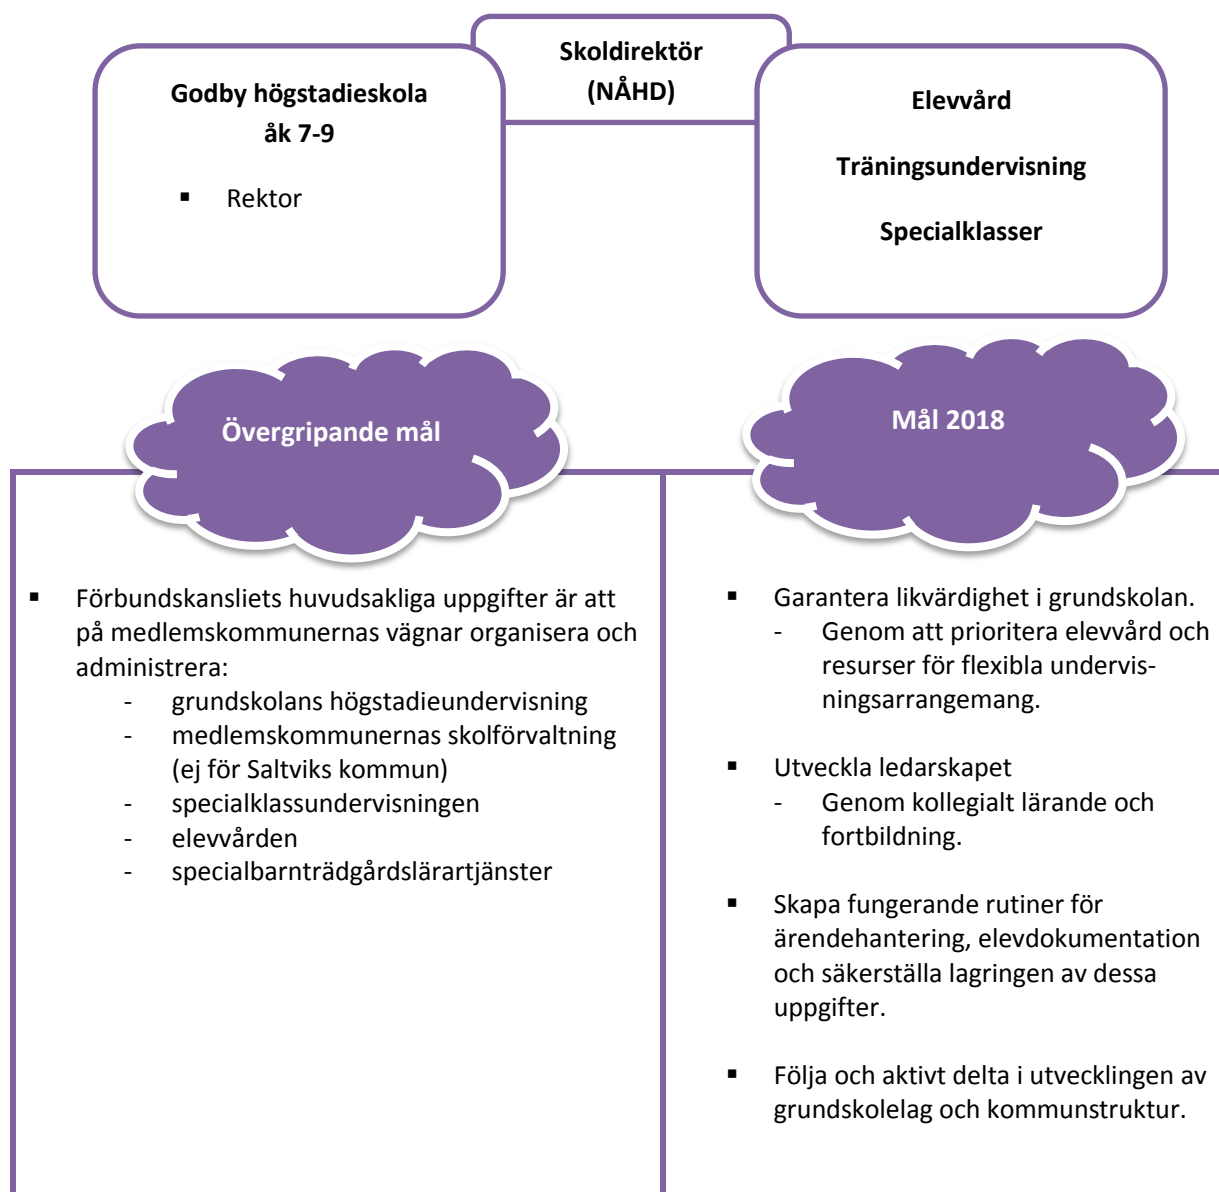 Skoldirektör
(NÅHD)
Godby högstadieskola
åk 7-9
▪ Rektor
Elevvård
Träningsundervisning
Specialklasser
Övergripande mål
▪ Förbundskansliets huvudsakliga uppgifter är att
på medlemskommunernas vägnar organisera och
administrera:
- grundskolans högstadieundervisning
- medlemskommunernas skolförvaltning
(ej för Saltviks kommun)
- specialklassundervisningen
- elevvården
- specialbarnträdgårdslärartjänster
Mål 2018
▪ Garantera likvärdighet i grundskolan.
- Genom att prioritera elevvård och
resurser för flexibla undervis-
ningsarrangemang.
▪ Utveckla ledarskapet
- Genom kollegialt lärande och
fortbildning.
▪ Skapa fungerande rutiner för
ärendehantering, elevdokumentation
och säkerställa lagringen av dessa
uppgifter.
▪ Följa och aktivt delta i utvecklingen av
grundskolelag och kommunstruktur.